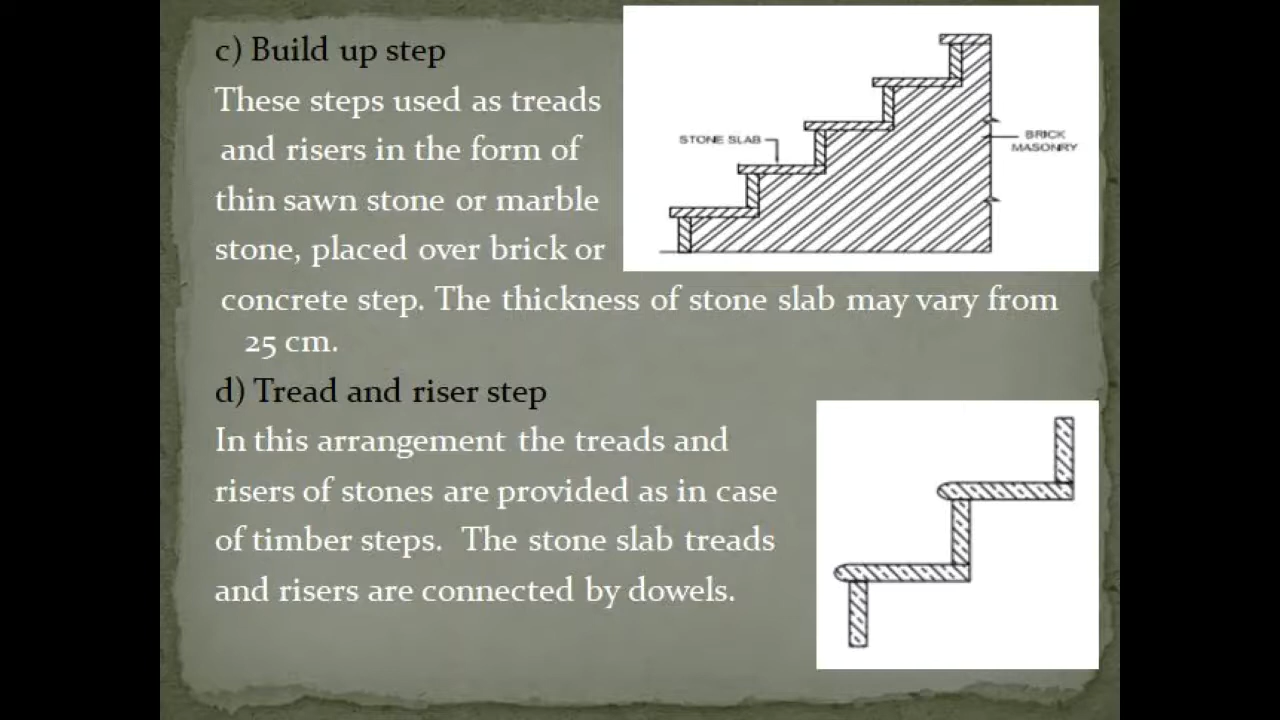 c) Build up step
These steps used as treads
and risers in the form of
thin sawn stone or marble
stone, placed over brick or
concrete step. The thickness of stone slab may vary from
25 cm.
STONE SLAB
BRICK
MASONRY
d) Tread and riser step
In this arrangement the treads and
risers of stones are provided as in case
of timber steps. The stone slab treads
and risers are connected by dowels.